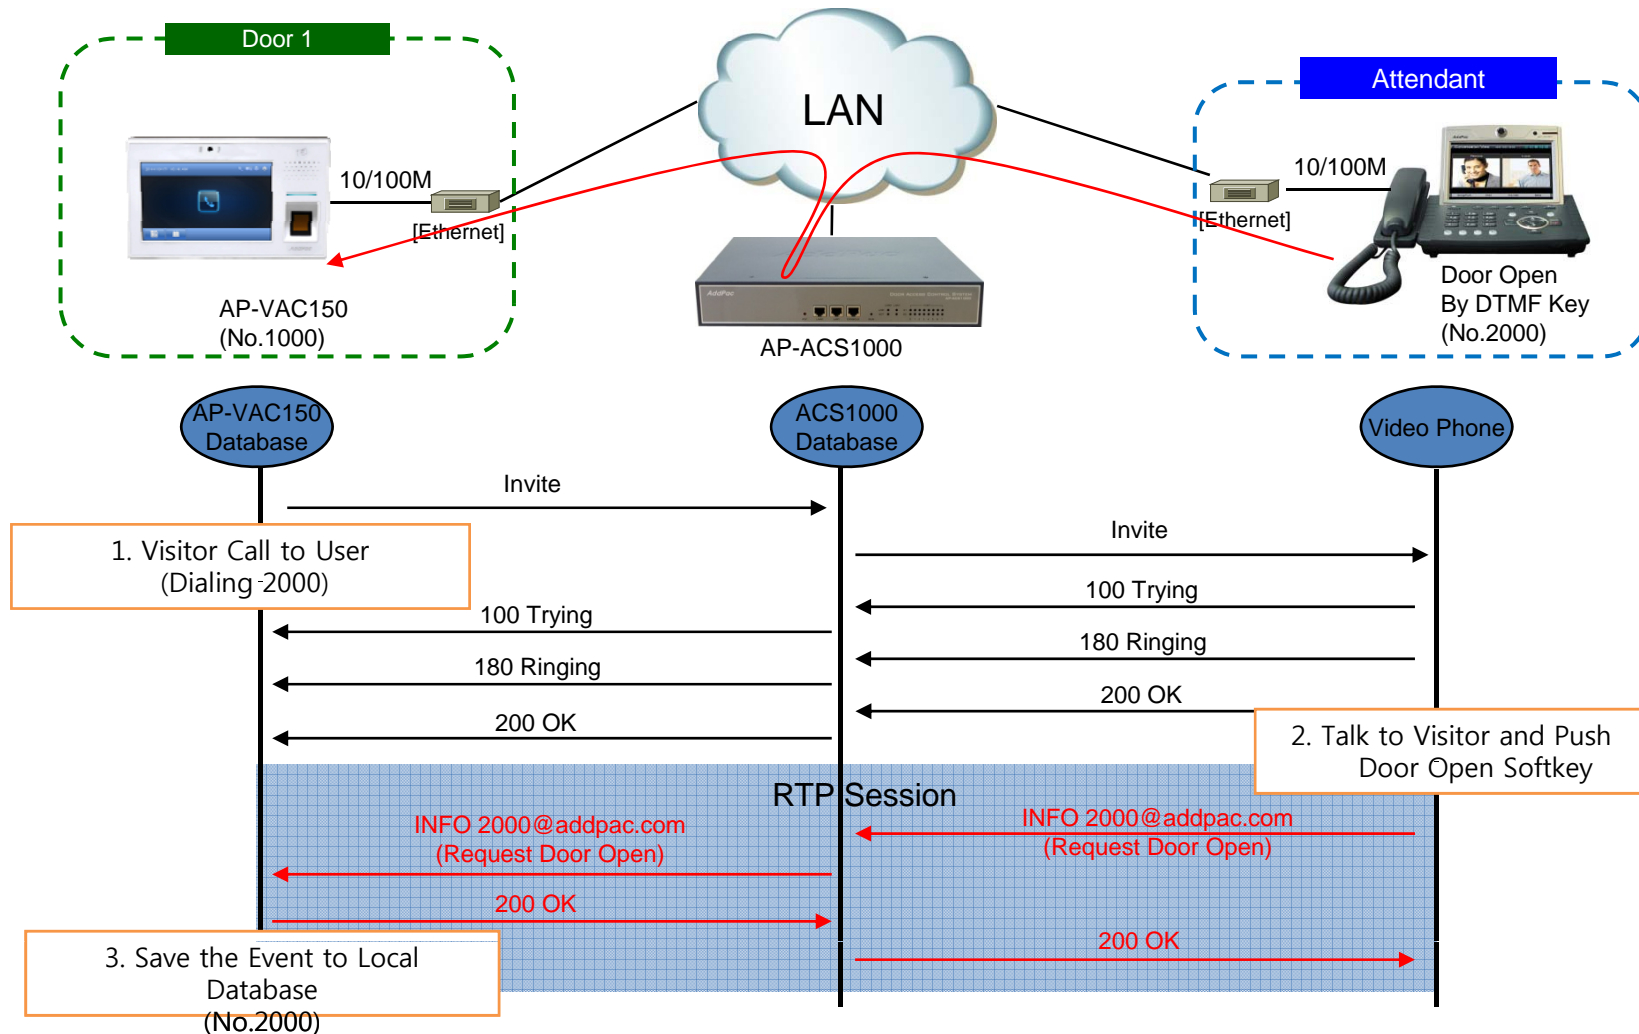 Door 1
LAN
Attendant
10/100M
[Ethernet]
10/100M
[Ethernet]
AddPac
AddPac
AP-VAC150
(No.1000)
AP-ACS1000
Door Open
By DTMF Key
(No.2000)
AP-VAC150
Database
ACS1000
Database
Video Phone
Invite
1. Visitor Call to User
(Dialing 2000)
Invite
100 Trying
100 Trying
180 Ringing
180 Ringing
200 OK
200 OK
2. Talk to Visitor and Push
Door Open Softkey
RTP Session
INFO 2000@addpac.com
(Request Door Open)
INFO 2000@addpac.com
(Request Door Open)
200 OK
200 OK
3. Save the Event to Local
Database
(No.2000)